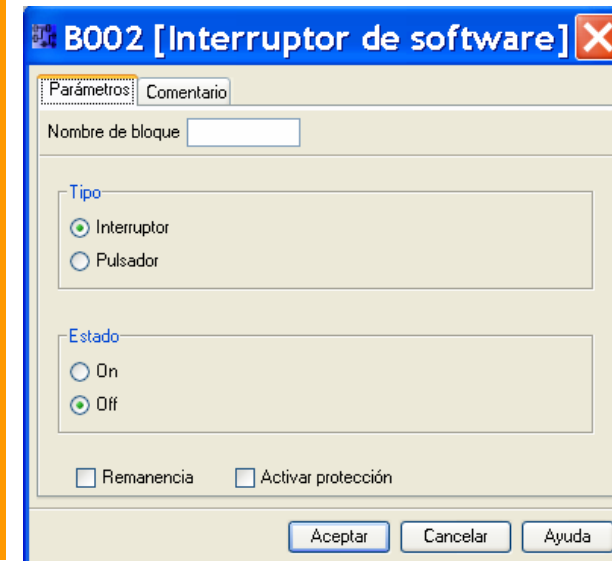 B002 [Interruptor de software]
Parámetros Comentario
Nombre de bloque
Tipo
Interruptor
Pulsador
Estado
On
Off
Remanencia Activar protección
Aceptar Cancelar Ayuda